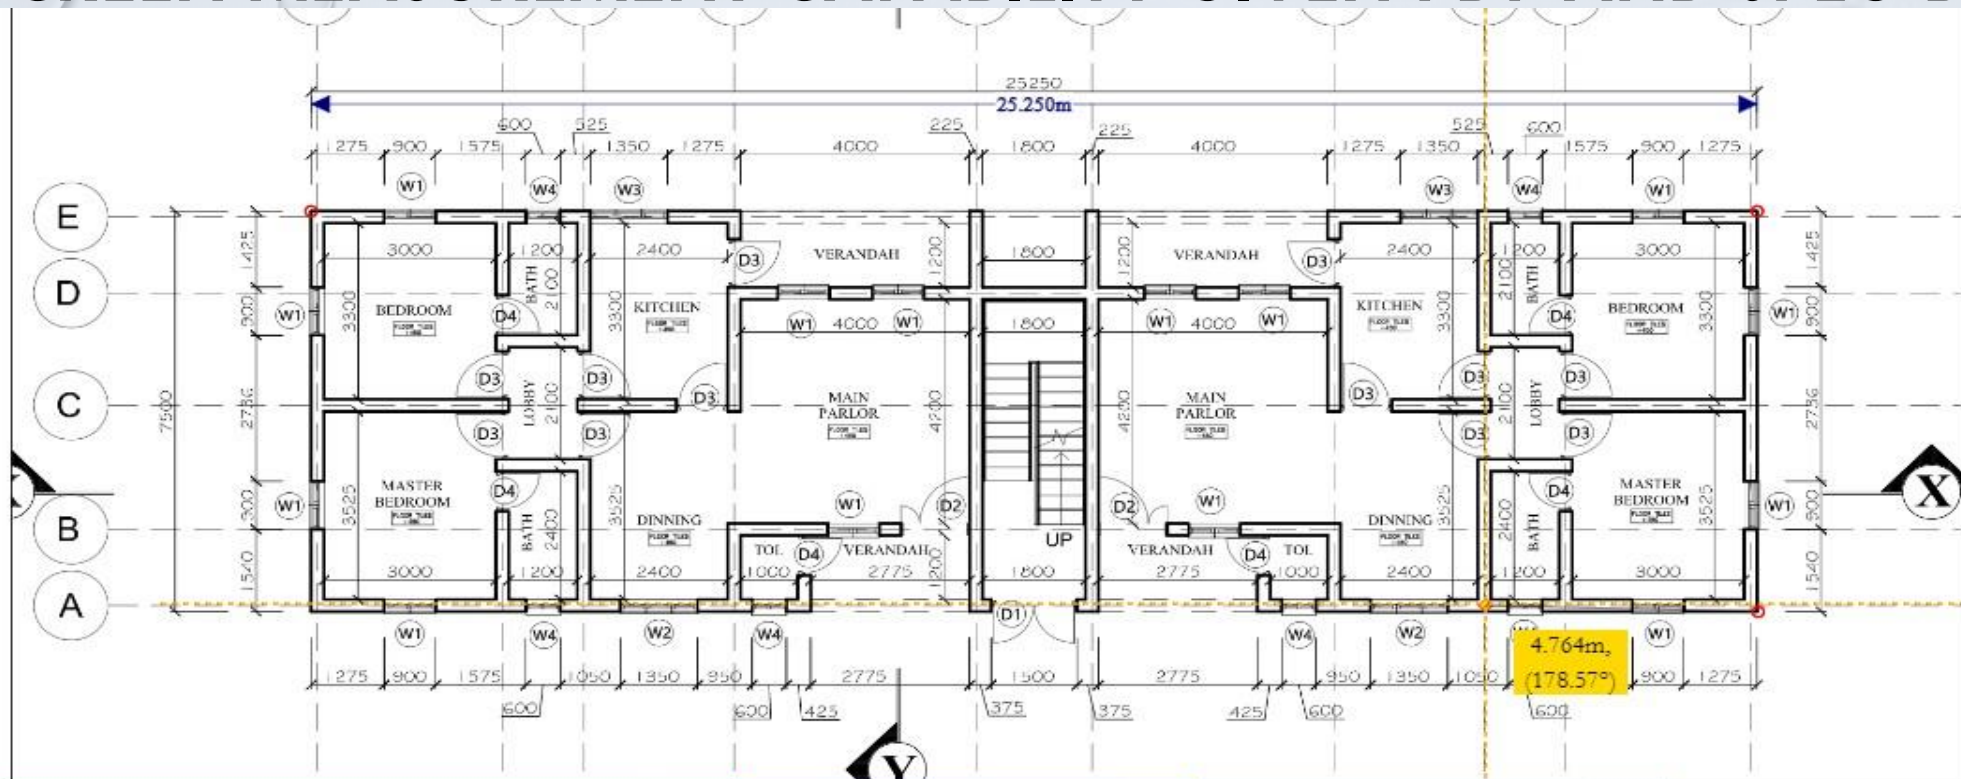 25250
25.250m
600 525 225 225 525 600
1275 900 1575 1350 1275 4000 1800 4000 1275 1350 1575 900 1275
W1 W4 W3 W3 W4 W1
E
1425 3000 1200 2400 VERANDAH 1200 1800 1200 VERANDAH 2400 1200 3000 1425
D3 D3
D
BATH 2100 2100 BATH
BEDROOM KITCHEN KITCHEN BEDROOM
W1 900 3300 D4 3300 W1 4000 W1 1800 W1 4000 W1 3300 D4 3300 W1 900
D3 D3 D3 D3 D3 D3
C
7500 2736 LOBBY 2100 MAIN PARLOR 4200 4200 MAIN PARLOR 2100 LOBBY 2736
D3 D3 D3 D3
X
MASTER BEDROOM MASTER BEDROOM
W1 900 3525 D4 3525 W1 D2 D2 W1 3525 D4 3525 W1 900
B
BATH 2400 DINNING DINNING 2400 BATH
UP
TOL D4 VERANDAH VERANDAH D4 TOL
1540 3000 1200 2400 1000 2775 1200 1800 2775 1000 2400 1200 3000 1540
A
D1
W1 W4 W2 W4 W4 W2 W1
4.764m,
(178.57°)
1275 900 1575 1050 1350 950 2775 1500 2775 950 1350 1050 900 1275
600 600 425 375 375 425 600 600
Y